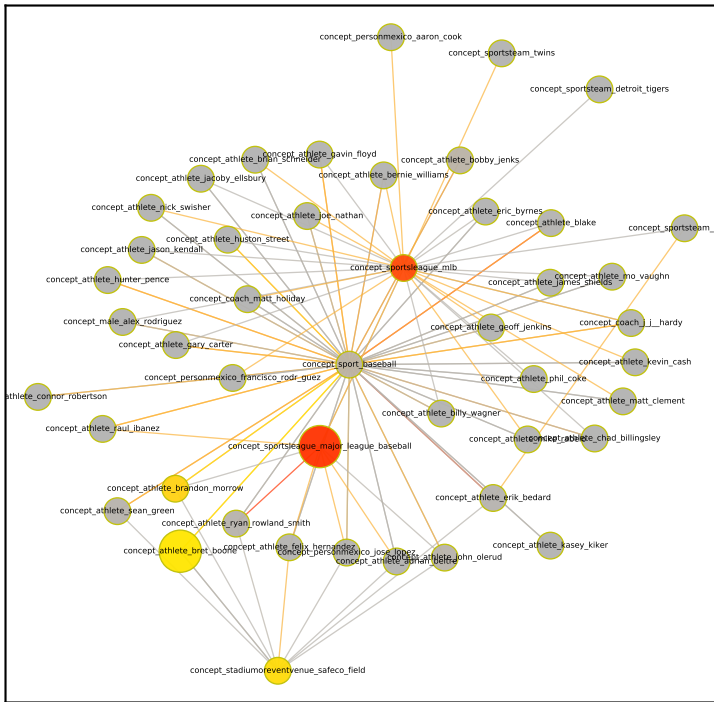 concept_personmexico_aaron_cook
concept_sportsteam_twins
concept_sportsteam_detroit_tigers
concept_athlete_gavin_floyd
concept_athlete_brian_schneider
concept_athlete_bobby_jenks
concept_athlete_bernie_williams
concept_athlete_jacoby_ellsbury
concept_athlete_nick_swisher
concept_athlete_joe_nathan
concept_athlete_eric_byrnes
concept_athlete_blake
concept_sportsteam_
concept_athlete_huston_street
concept_athlete_jason_kendall
concept_sportsleague_mlb
concept_athlete_mo_vaughn
concept_athlete_james_shields
concept_athlete_hunter_pence
concept_coach_matt_holiday
concept_male_alex_rodriguez
concept_coach_j_j__hardy
concept_athlete_geoff_jenkins
concept_athlete_gary_carter
concept_athlete_kevin_cash
concept_sport_baseball
concept_personmexico_francisco_rodr_guez
concept_athlete_phil_coke
athlete_connor_robertson
concept_athlete_matt_clement
concept_athlete_billy_wagner
concept_athlete_raul_ibanez
concept_athlete_chad_billingsley
concept_sportsleague_major_league_baseball
concept_athlete_brandon_morrow
concept_athlete_erik_bedard
concept_athlete_sean_green
concept_athlete_ryan_rowland_smith
concept_athlete_kasey_kiker
concept_athlete_felix_hernandez
concept_athlete_bret_boone
concept_personmexico_jose_lopez
concept_athlete_john_olerud
concept_athlete_adrian_beltre
concept_stadiumoreventvenue_safeco_field